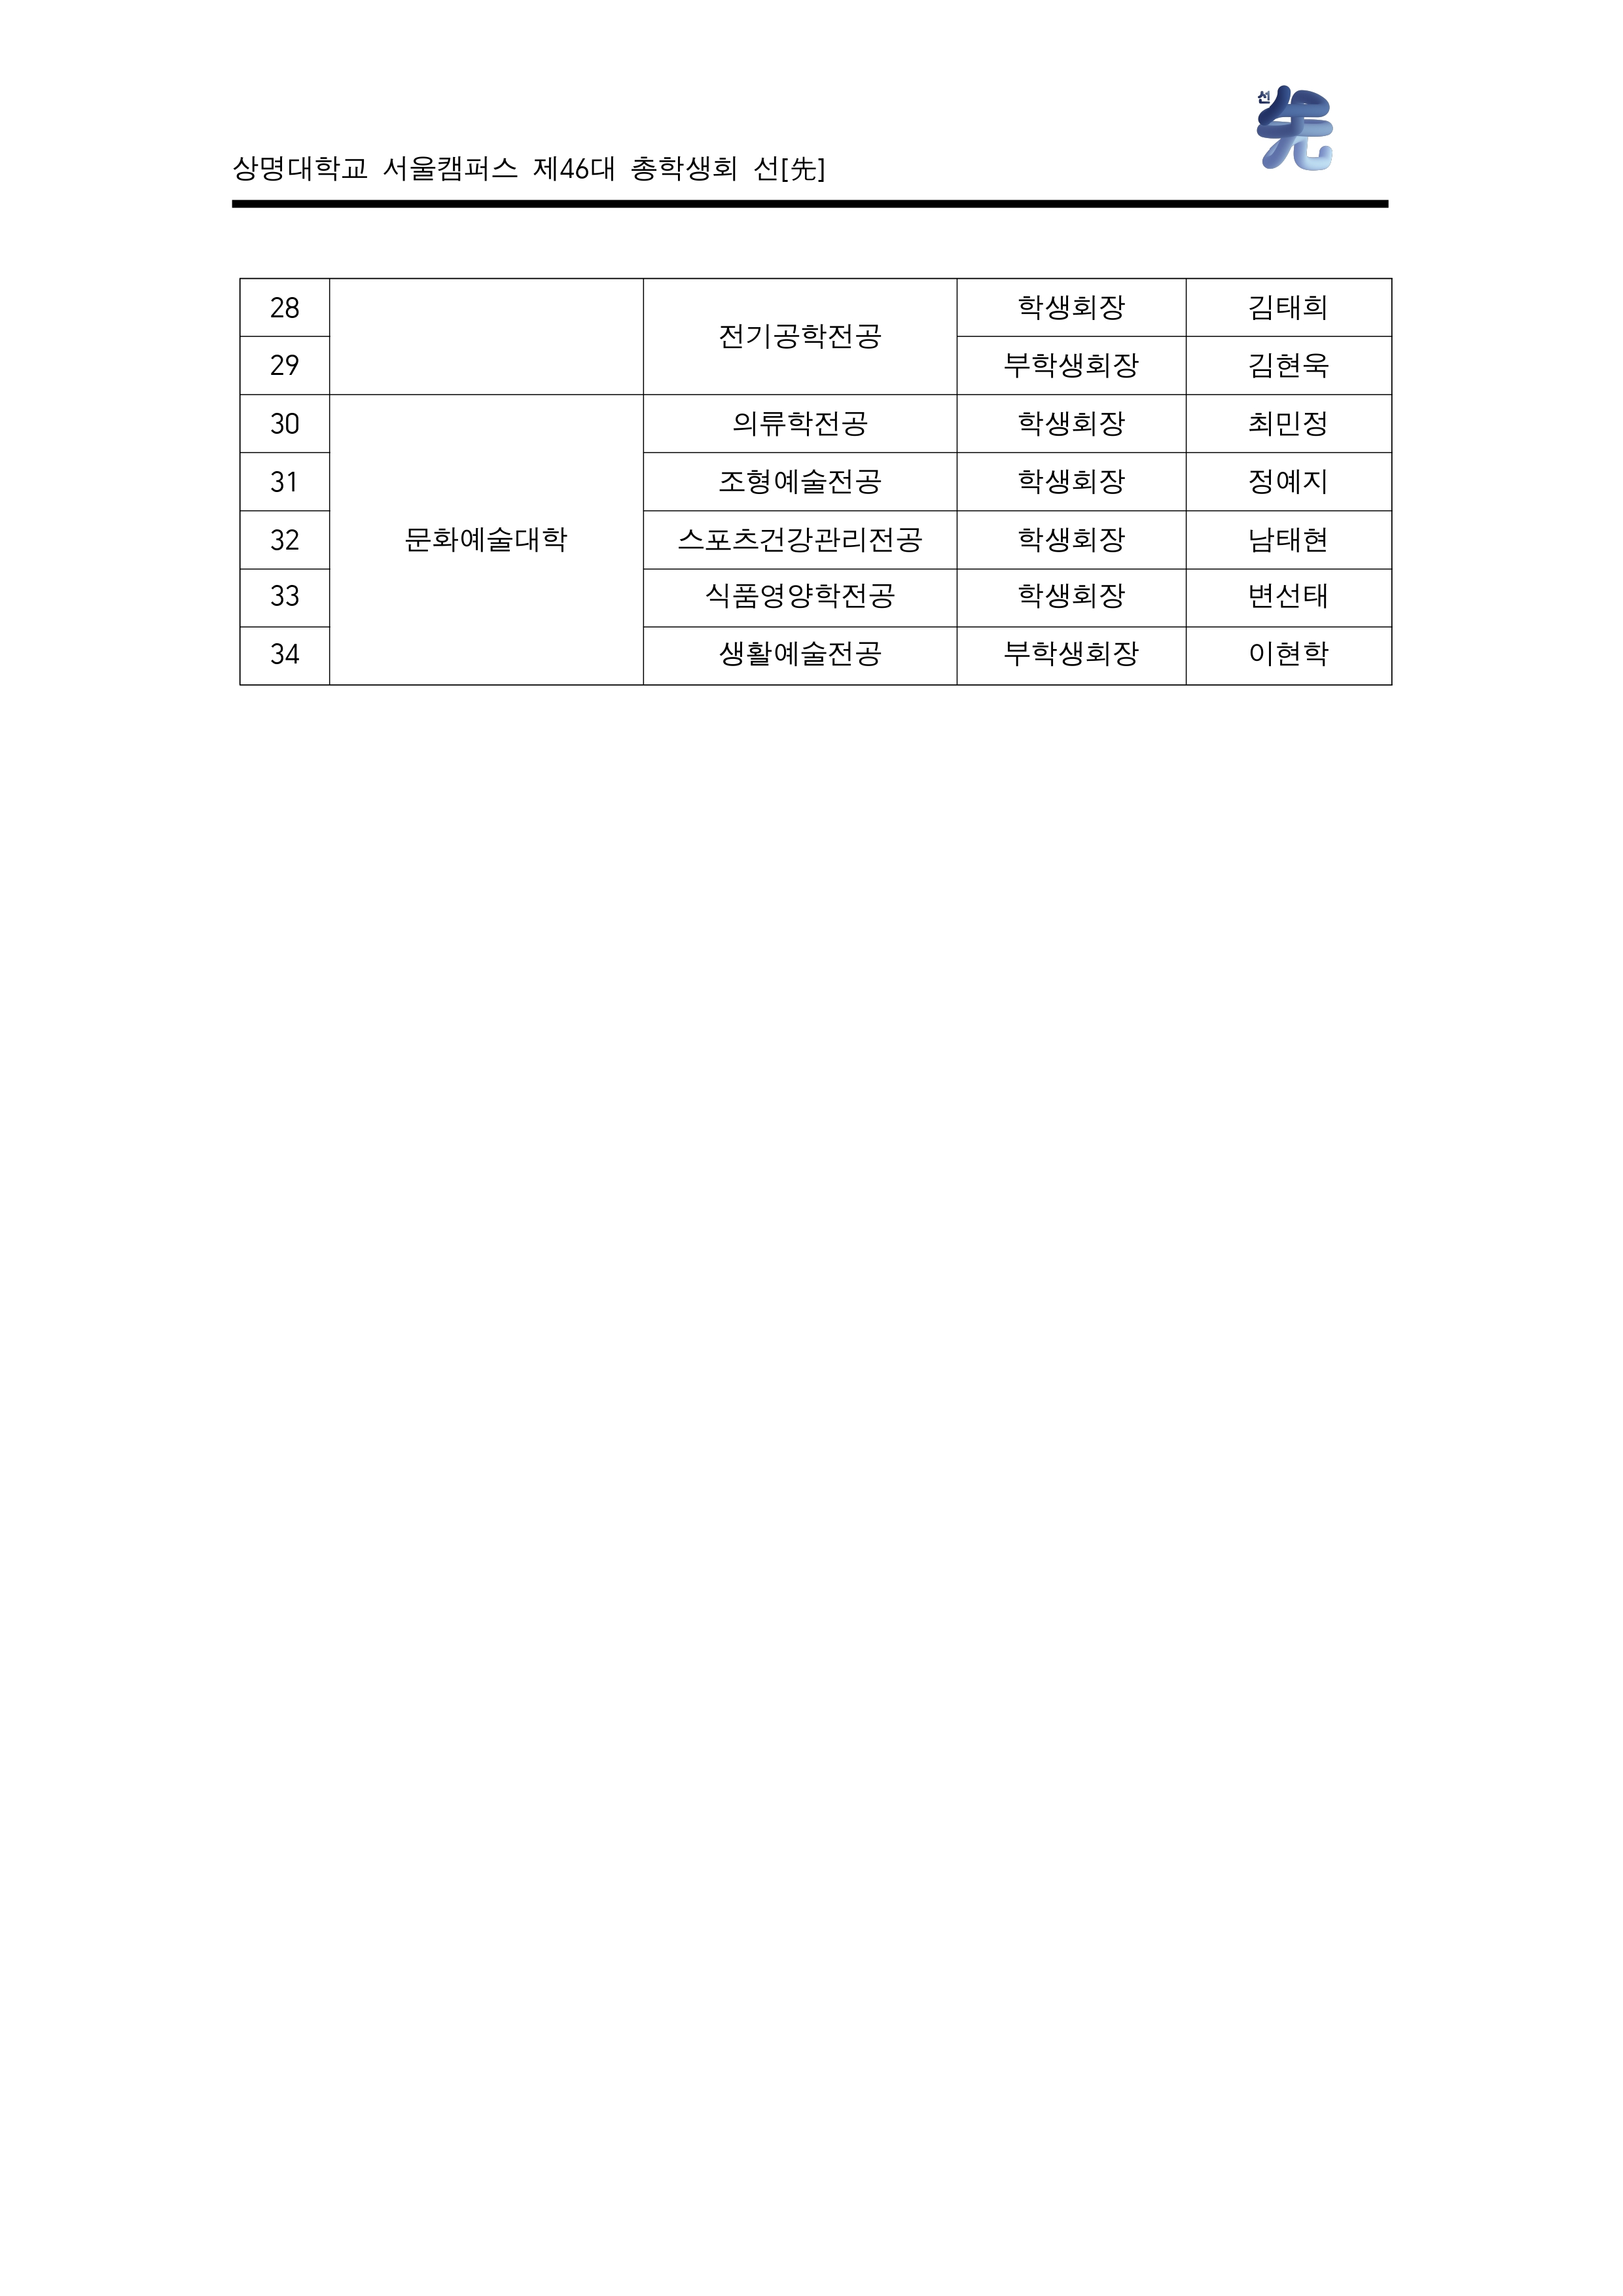 선先
상명대학교 서울캠퍼스 제46대 총학생회 선[先]
28 전기공학전공 학생회장 김태희
29 부학생회장 김현욱
30 문화예술대학 의류학전공 학생회장 최민정
31 조형예술전공 학생회장 정예지
32 스포츠건강관리전공 학생회장 남태현
33 식품영양학전공 학생회장 변선태
34 생활예술전공 부학생회장 이현학